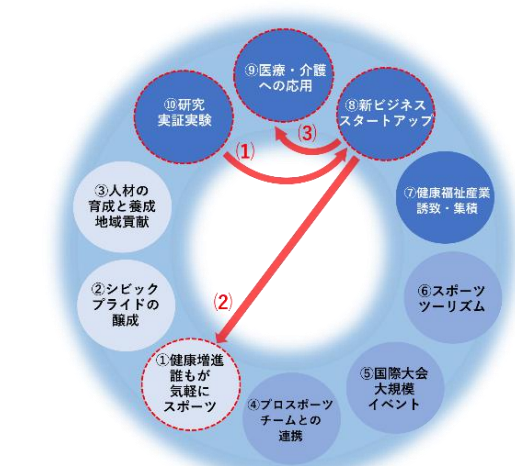 ⑨医療・介護
への応用
⑩研究
実証実験
⑧新ビジネス
スタートアップ
(3)
(1)
③人材の
育成と養成
地域貢献
⑦健康福祉産業
誘致・集積
②シビック
プライドの
醸成
(2)
⑥スポーツ
ツーリズム
①健康増進
誰もが
気軽に
スポーツ
⑤国際大会
大規模
イベント
④プロスポーツ
チームとの
連携